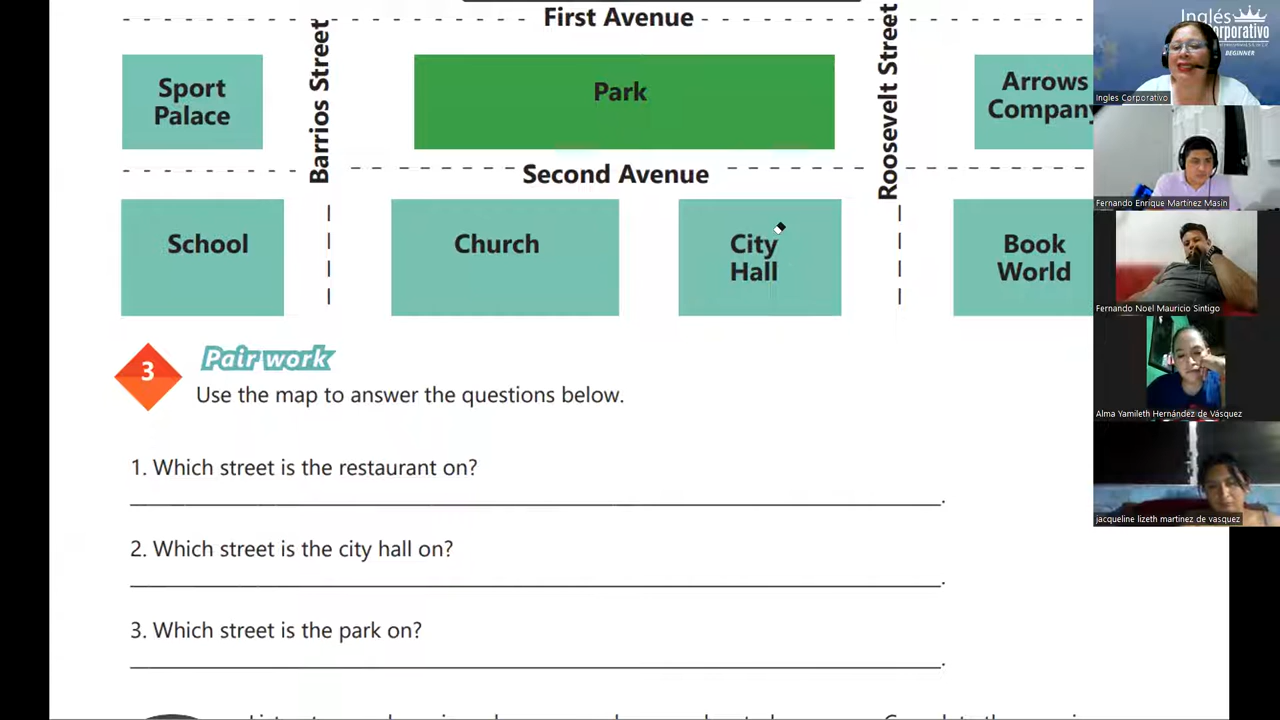 First Avenue
Barrios Street
Roosevelt Street
Sport
Palace
Park
Arrows
Company
Second Avenue
School
Church
City
Hall
Book
World
3
Pair work
Use the map to answer the questions below.
1. Which street is the restaurant on?
2. Which street is the city hall on?
3. Which street is the park on?
Inglés
Corporativo
BEGINNER
Ingles Corporativo
Fernando Enrique Martínez Masin
Fernando Noel Mauricio Sintigo
Alma Yamileth Hernández de Vásquez
jacqueline lizeth martinez de vasquez